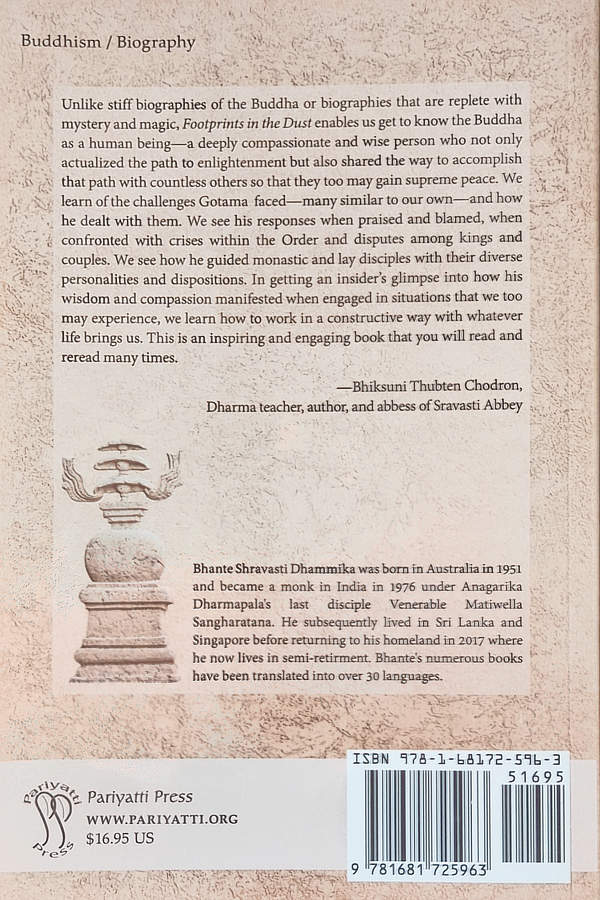 Buddhism / Biography
Unlike stiff biographies of the Buddha or biographies that are replete with
mystery and magic, Footprints in the Dust enables us get to know the Buddha
as a human being—a deeply compassionate and wise person who not only
actualized the path to enlightenment but also shared the way to accomplish
that path with countless others so that they too may gain supreme peace. We
learn of the challenges Gotama faced—many similar to our own—and how
he dealt with them. We see his responses when praised and blamed, when
confronted with crises within the Order and disputes among kings and
couples. We see how he guided monastic and lay disciples with their diverse
personalities and dispositions. In getting an insider's glimpse into how his
wisdom and compassion manifested when engaged in situations that we too
may experience, we learn how to work in a constructive way with whatever
life brings us. This is an inspiring and engaging book that you will read and
reread many times.
—Bhiksuni Thubten Chodron,
Dharma teacher, author, and abbess of Sravasti Abbey
Bhante Shravasti Dhammika was born in Australia in 1951
and became a monk in India in 1976 under Anagarika
Dharmapala's last disciple Venerable Matiwella
Sangharatana. He subsequently lived in Sri Lanka and
Singapore before returning to his homeland in 2017 where
he now lives in semi-retirment. Bhante's numerous books
have been translated into over 30 languages.
Pariyatti
Press
Pariyatti Press
WWW.PARIYATTI.ORG
$16.95 US
ISBN 978-1-68172-596-3
51695
9 781681 725963